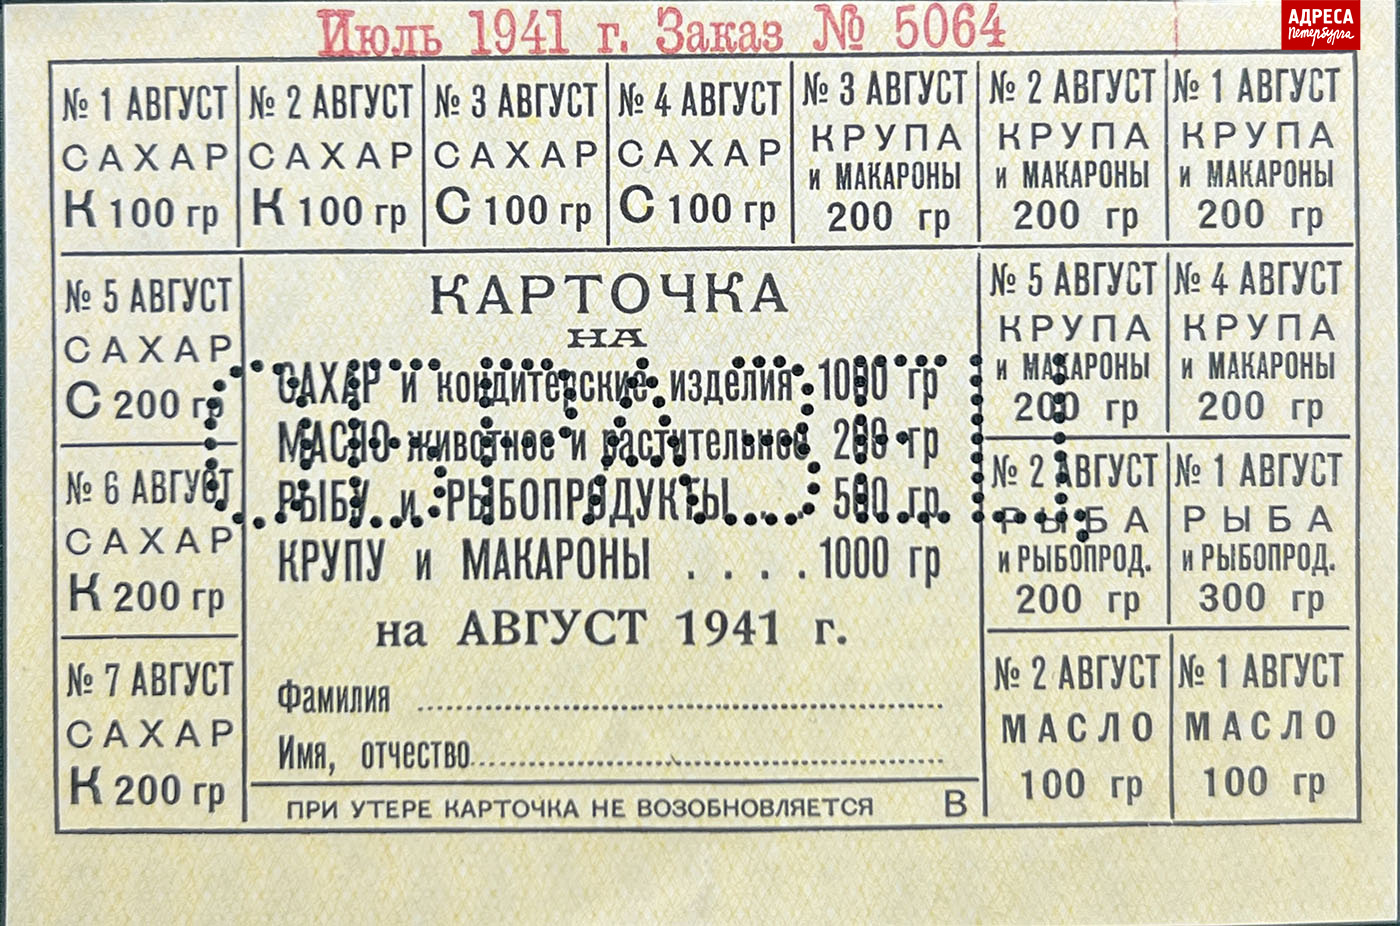 Июль 1941 г. Заказ № 5064
АДРЕСА
Петербурга
№ 1 АВГУСТ
САХАР
К 100 гр
№ 2 АВГУСТ
САХАР
К 100 гр
№ 3 АВГУСТ
САХАР
С 100 гр
№ 4 АВГУСТ
САХАР
С 100 гр
№ 3 АВГУСТ
КРУПА
и МАКАРОНЫ
200 гр
№ 2 АВГУСТ
КРУПА
и МАКАРОНЫ
200 гр
№ 1 АВГУСТ
КРУПА
и МАКАРОНЫ
200 гр
№ 5 АВГУСТ
САХАР
С 200 гр
№ 6 АВГУСТ
САХАР
К 200 гр
№ 7 АВГУСТ
САХАР
К 200 гр
КАРТОЧКА
НА
САХАР и кондитерские изделия 1000 гр
МАСЛО животное и растительное 200 гр
РЫБУ и РЫБОПРОДУКТЫ . . . 500 гр
КРУПУ и МАКАРОНЫ . . . . 1000 гр
на АВГУСТ 1941 г.
Фамилия ..........
Имя, отчество..........
ПРИ УТЕРЕ КАРТОЧКА НЕ ВОЗОБНОВЛЯЕТСЯ В
ОБРАЗЕЦ
№ 5 АВГУСТ
КРУПА
и МАКАРОНЫ
200 гр
№ 4 АВГУСТ
КРУПА
и МАКАРОНЫ
200 гр
№ 2 АВГУСТ
РЫБА
и РЫБОПРОД.
200 гр
№ 1 АВГУСТ
РЫБА
и РЫБОПРОД.
300 гр
№ 2 АВГУСТ
МАСЛО
100 гр
№ 1 АВГУСТ
МАСЛО
100 гр